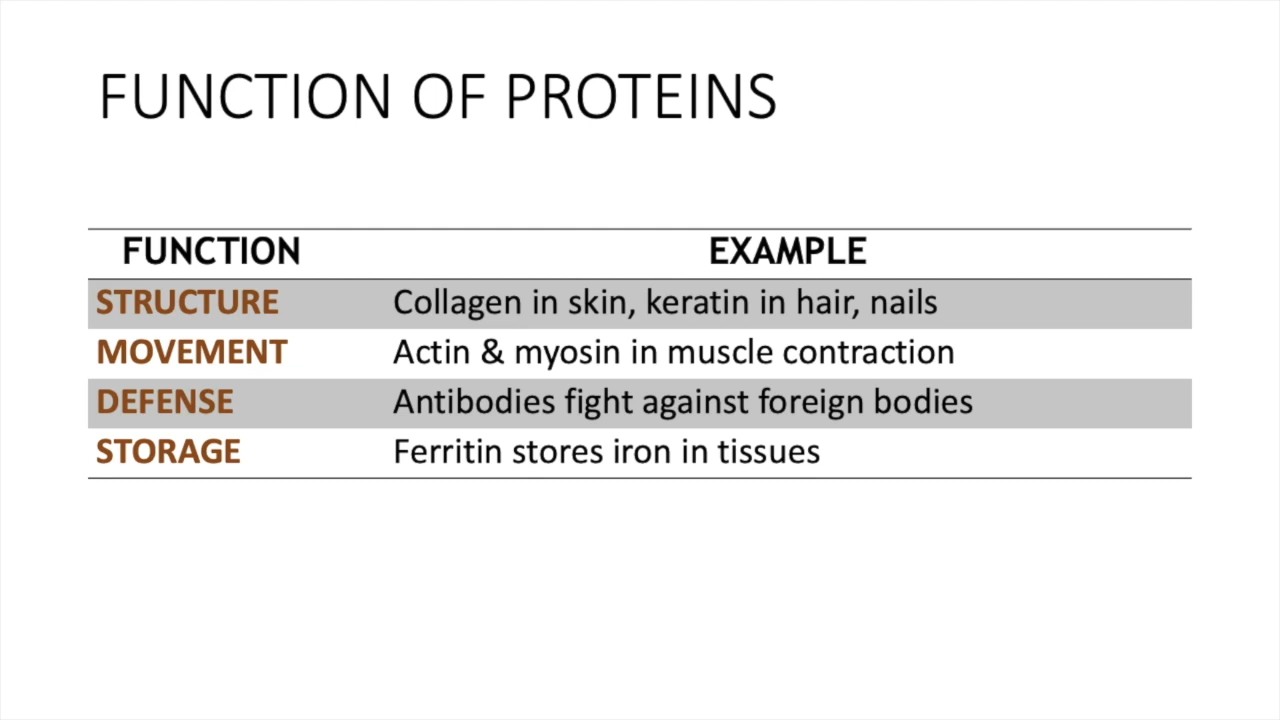 FUNCTION OF PROTEINS
FUNCTION EXAMPLE
STRUCTURE Collagen in skin, keratin in hair, nails
MOVEMENT Actin & myosin in muscle contraction
DEFENSE Antibodies fight against foreign bodies
STORAGE Ferritin stores iron in tissues